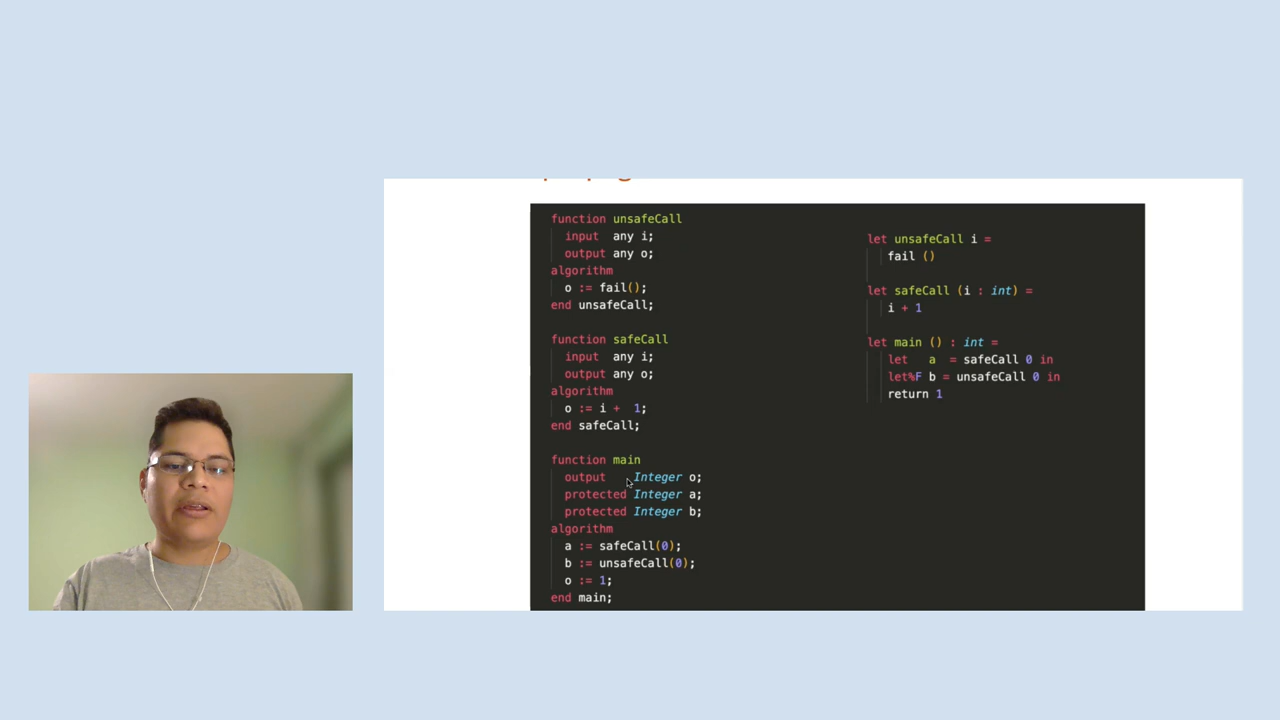 function unsafeCall
input any i;
output any o;
algorithm
o := fail();
end unsafeCall;
function safeCall
input any i;
output any o;
algorithm
o := i + 1;
end safeCall;
function main
output Integer o;
protected Integer a;
protected Integer b;
algorithm
a := safeCall(0);
b := unsafeCall(0);
o := 1;
end main;
let unsafeCall i =
fail ()
let safeCall (i : int) =
i + 1
let main () : int =
let a = safeCall 0 in
let%F b = unsafeCall 0 in
return 1